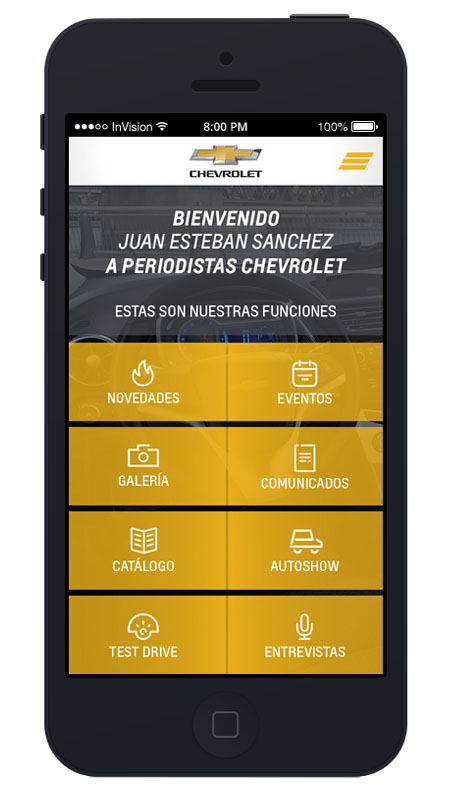 InVision 8:00 PM 100%
CHEVROLET
BIENVENIDO
JUAN ESTEBAN SANCHEZ
A PERIODISTAS CHEVROLET
ESTAS SON NUESTRAS FUNCIONES
NOVEDADES EVENTOS
GALERÍA COMUNICADOS
CATÁLOGO AUTOSHOW
TEST DRIVE ENTREVISTAS